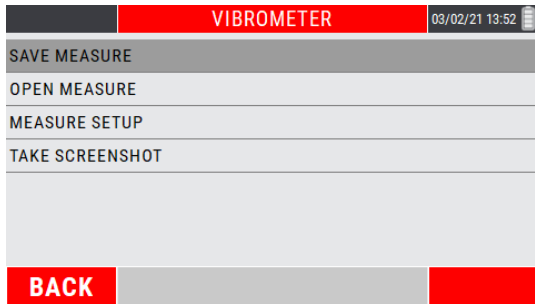 VIBROMETER 03/02/21 13:52
SAVE MEASURE
OPEN MEASURE
MEASURE SETUP
TAKE SCREENSHOT
BACK